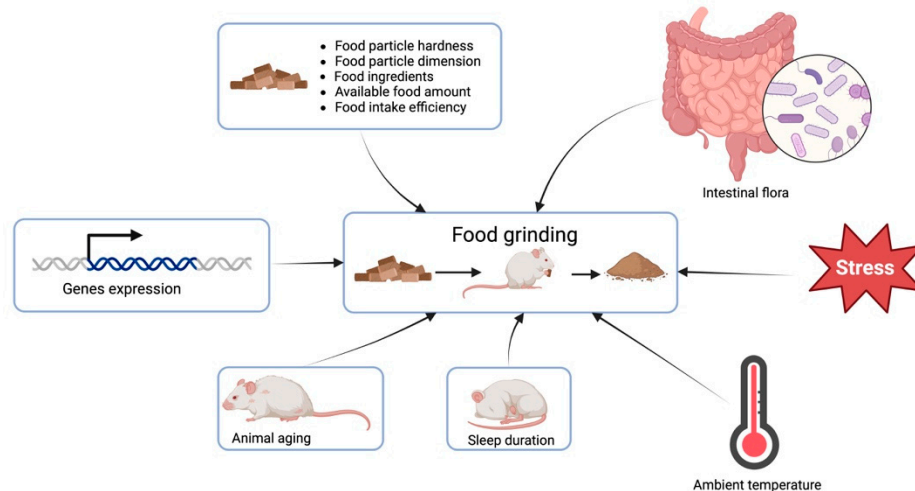 • Food particle hardness
• Food particle dimension
• Food ingredients
• Available food amount
• Food intake efficiency
Intestinal flora
Food grinding
Genes expression
Stress
Animal aging
Sleep duration
Ambient temperature